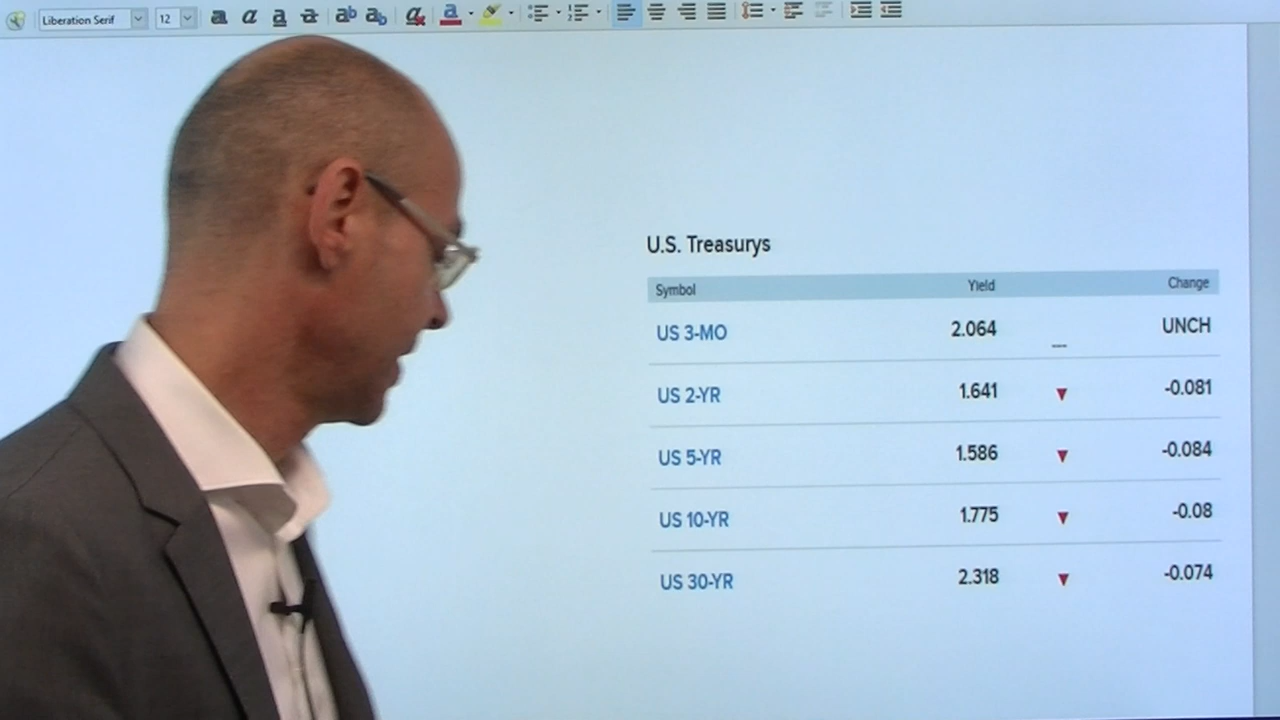 Liberation Serif 12
U.S. Treasurys
Symbol Yield Change
US 3-MO 2.064 UNCH
US 2-YR 1.641 ▼ -0.081
US 5-YR 1.586 ▼ -0.084
US 10-YR 1.775 ▼ -0.08
US 30-YR 2.318 ▼ -0.074